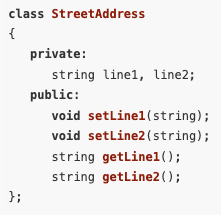 class StreetAddress
{
   private:
      string line1, line2;
   public:
      void setLine1(string);
      void setLine2(string);
      string getLine1();
      string getLine2();
};